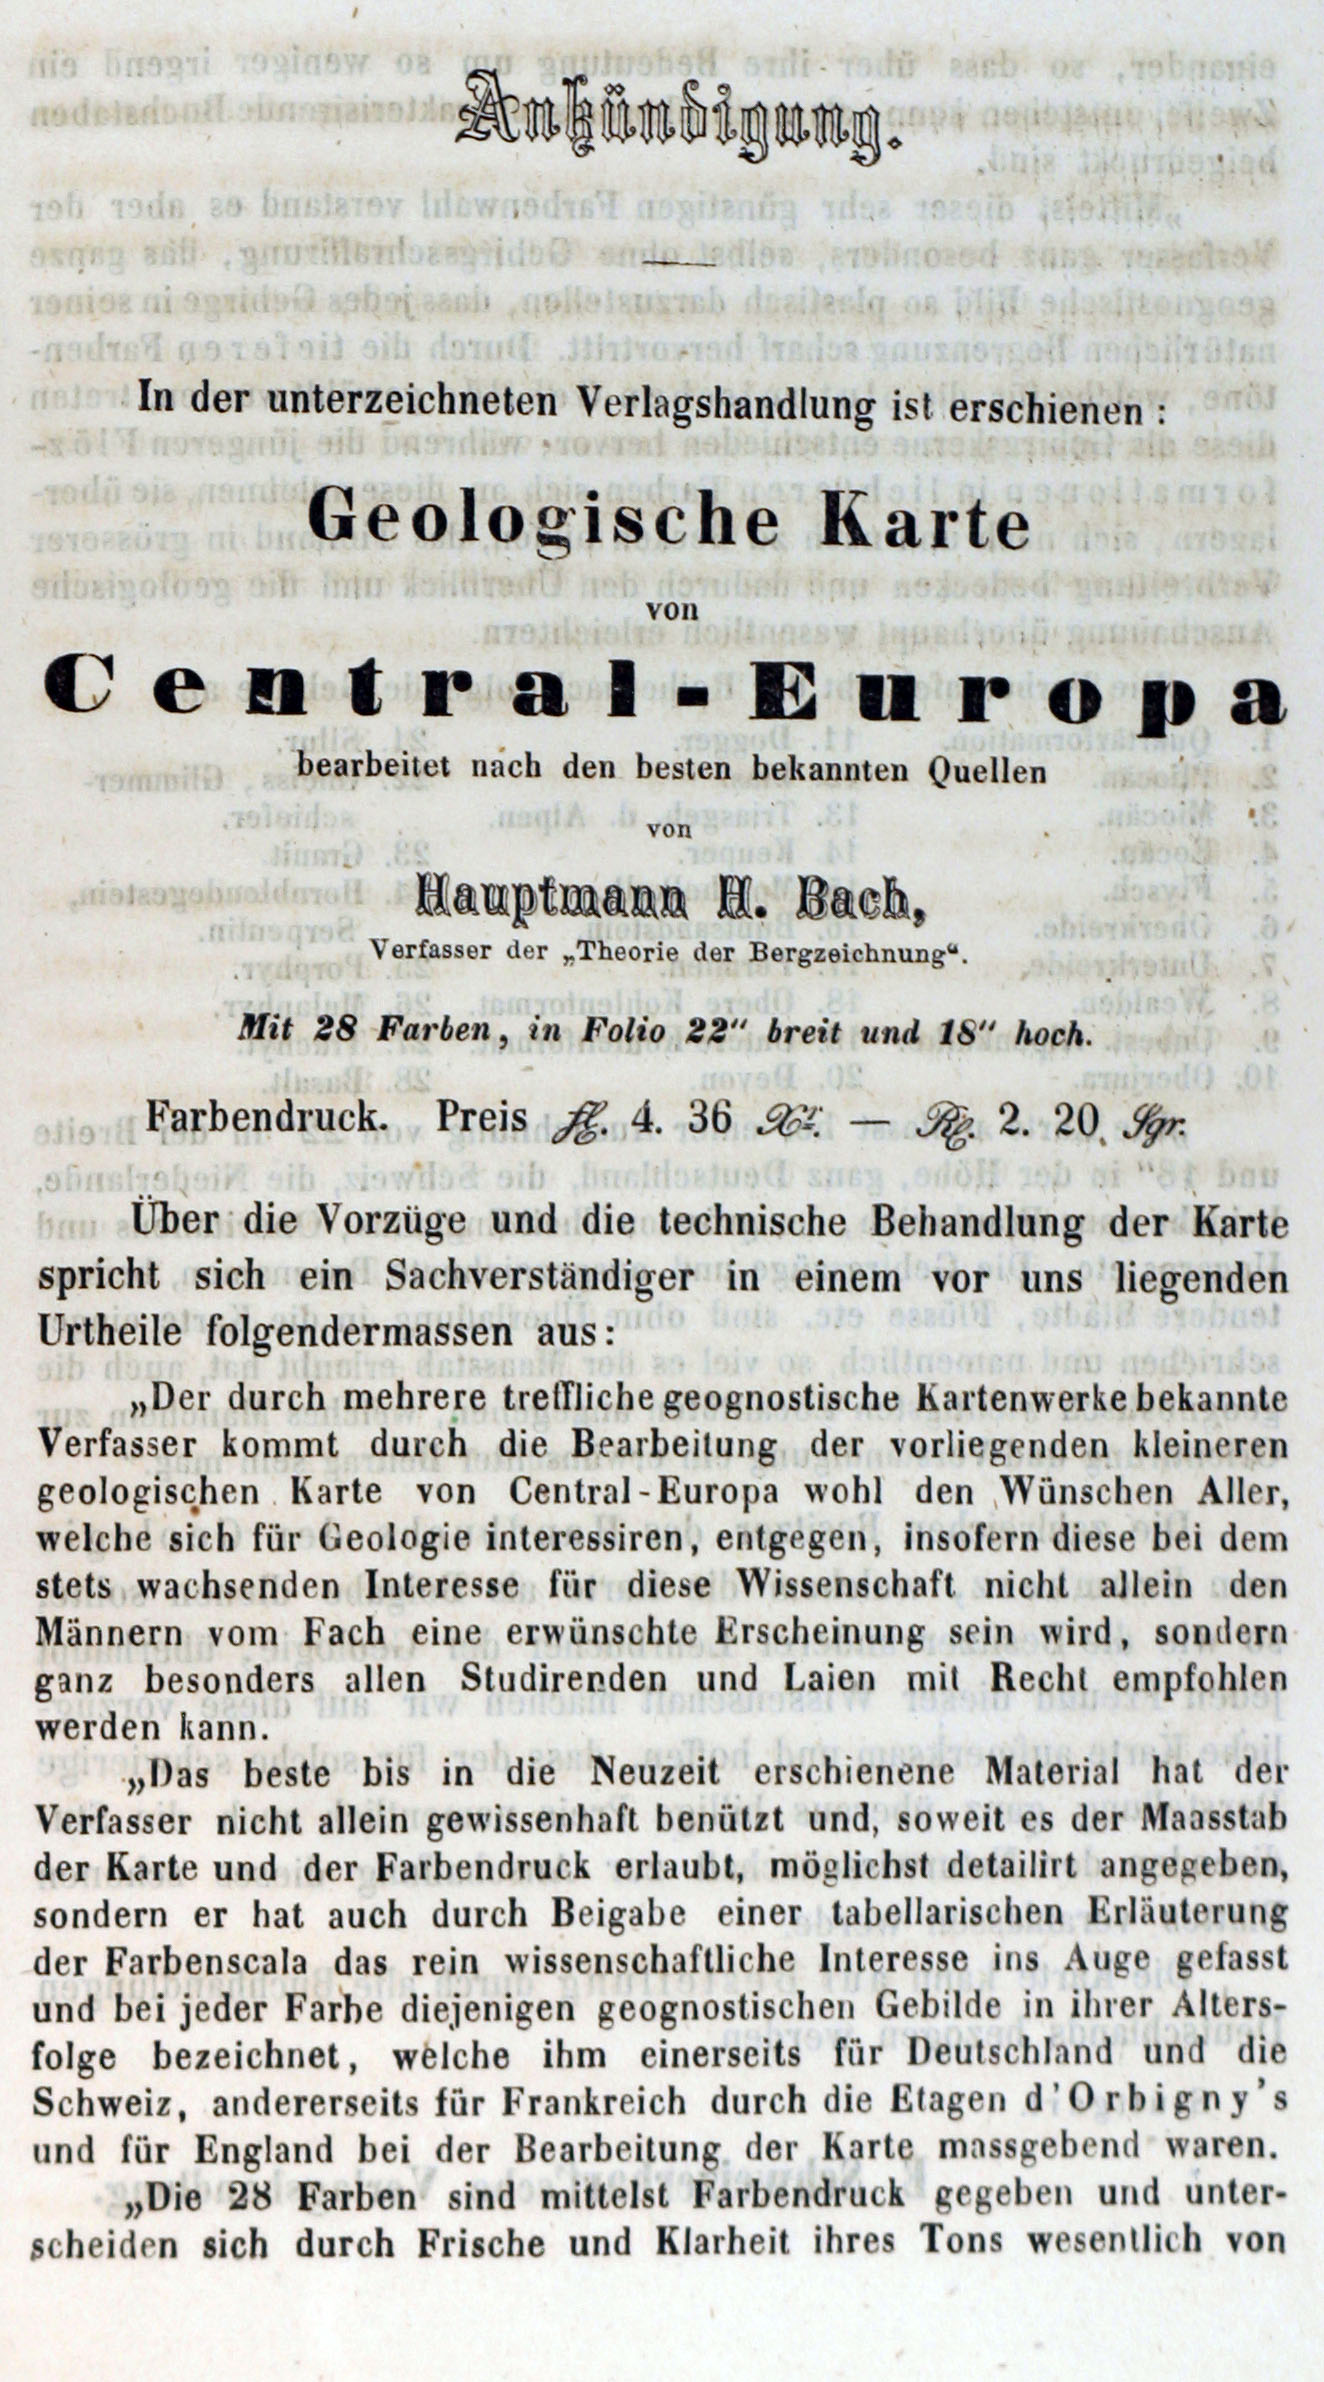 Ankündigung.
In der unterzeichneten Verlagshandlung ist erschienen :
Geologische Karte
von
Central-Europa
bearbeitet nach den besten bekannten Quellen
von
Hauptmann H. Bach,
Verfasser der „Theorie der Bergzeichnung“.
Mit 28 Farben, in Folio 22" breit und 18" hoch.
Farbendruck. Preis fl. 4. 36 Xr. — Rp. 2. 20. Sgr.
Über die Vorzüge und die technische Behandlung der Karte
spricht sich ein Sachverständiger in einem vor uns liegenden
Urtheile folgendermassen aus:
„Der durch mehrere treffliche geognostische Kartenwerke bekannte
Verfasser kommt durch die Bearbeitung der vorliegenden kleineren
geologischen Karte von Central-Europa wohl den Wünschen Aller,
welche sich für Geologie interessiren, entgegen, insofern diese bei dem
stets wachsenden Interesse für diese Wissenschaft nicht allein den
Männern vom Fach eine erwünschte Erscheinung sein wird, sondern
ganz besonders allen Studirenden und Laien mit Recht empfohlen
werden kann.
„Das beste bis in die Neuzeit erschienene Material hat der
Verfasser nicht allein gewissenhaft benützt und, soweit es der Maasstab
der Karte und der Farbendruck erlaubt, möglichst detailirt angegeben,
sondern er hat auch durch Beigabe einer tabellarischen Erläuterung
der Farbenscala das rein wissenschaftliche Interesse ins Auge gefasst
und bei jeder Farbe diejenigen geognostischen Gebilde in ihrer Alters-
folge bezeichnet, welche ihm einerseits für Deutschland und die
Schweiz, andererseits für Frankreich durch die Etagen d'Orbigny's
und für England bei der Bearbeitung der Karte massgebend waren.
„Die 28 Farben sind mittelst Farbendruck gegeben und unter-
scheiden sich durch Frische und Klarheit ihres Tons wesentlich von